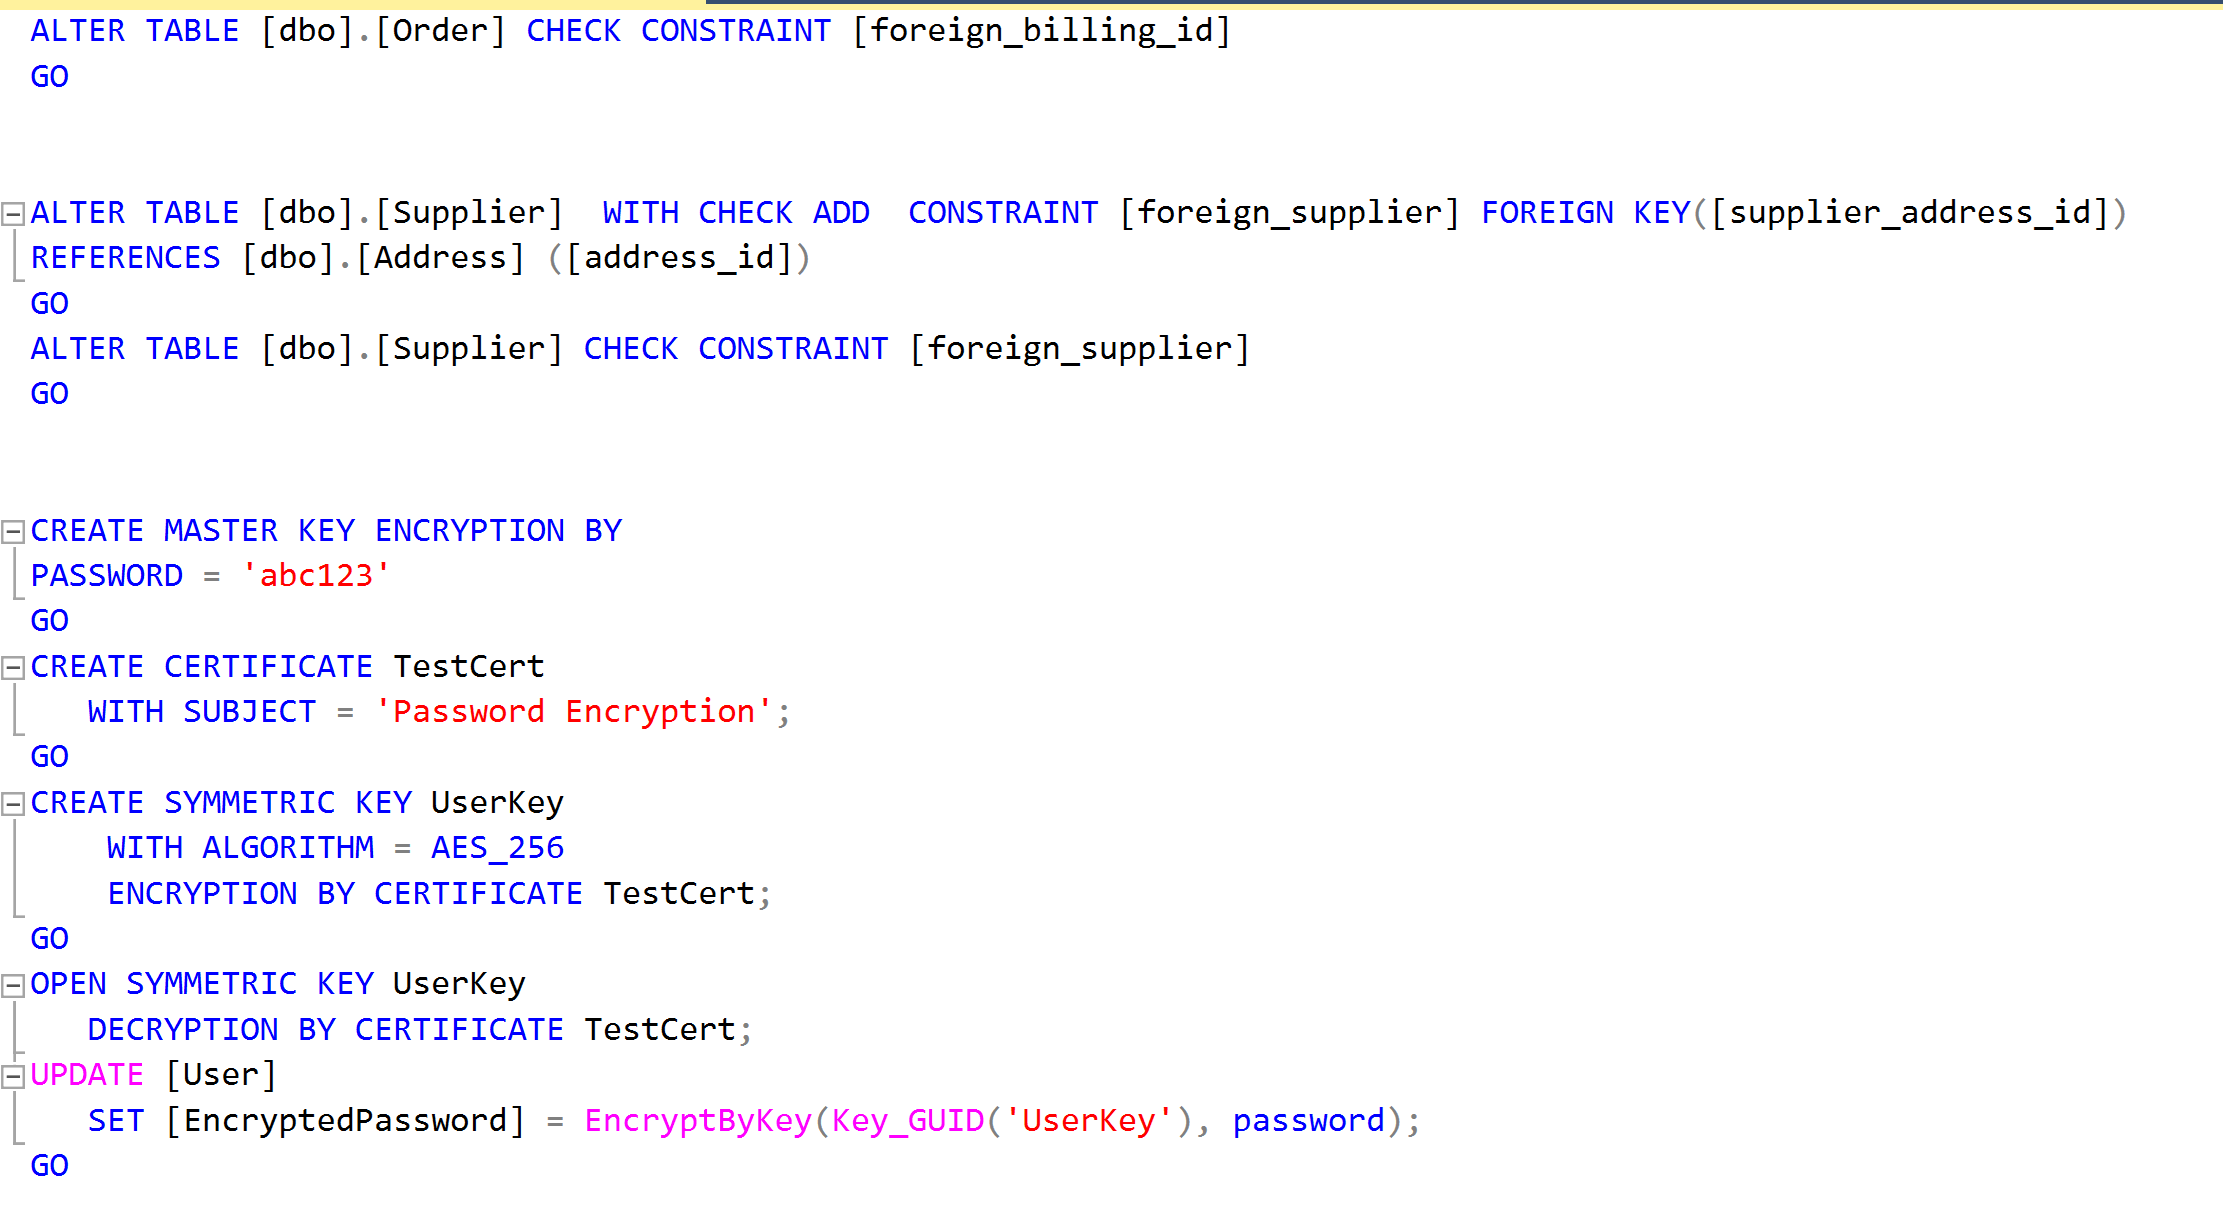 ALTER TABLE [dbo].[Order] CHECK CONSTRAINT [foreign_billing_id]
GO
ALTER TABLE [dbo].[Supplier]  WITH CHECK ADD  CONSTRAINT [foreign_supplier] FOREIGN KEY([supplier_address_id])
REFERENCES [dbo].[Address] ([address_id])
GO
ALTER TABLE [dbo].[Supplier] CHECK CONSTRAINT [foreign_supplier]
GO
CREATE MASTER KEY ENCRYPTION BY
PASSWORD = 'abc123'
GO
CREATE CERTIFICATE TestCert
   WITH SUBJECT = 'Password Encryption';
GO
CREATE SYMMETRIC KEY UserKey
    WITH ALGORITHM = AES_256
    ENCRYPTION BY CERTIFICATE TestCert;
GO
OPEN SYMMETRIC KEY UserKey
   DECRYPTION BY CERTIFICATE TestCert;
UPDATE [User]
   SET [EncryptedPassword] = EncryptByKey(Key_GUID('UserKey'), password);
GO